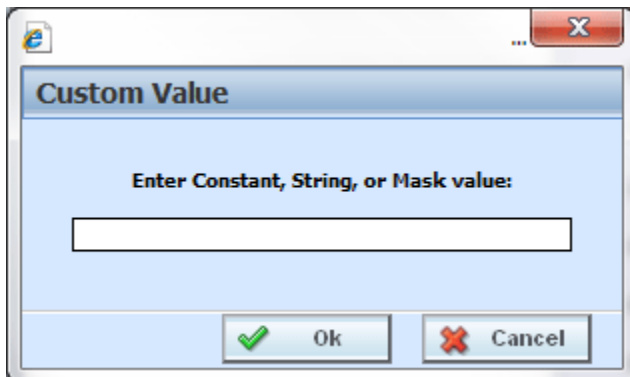 ...
Custom Value
Enter Constant, String, or Mask value:
Ok
Cancel